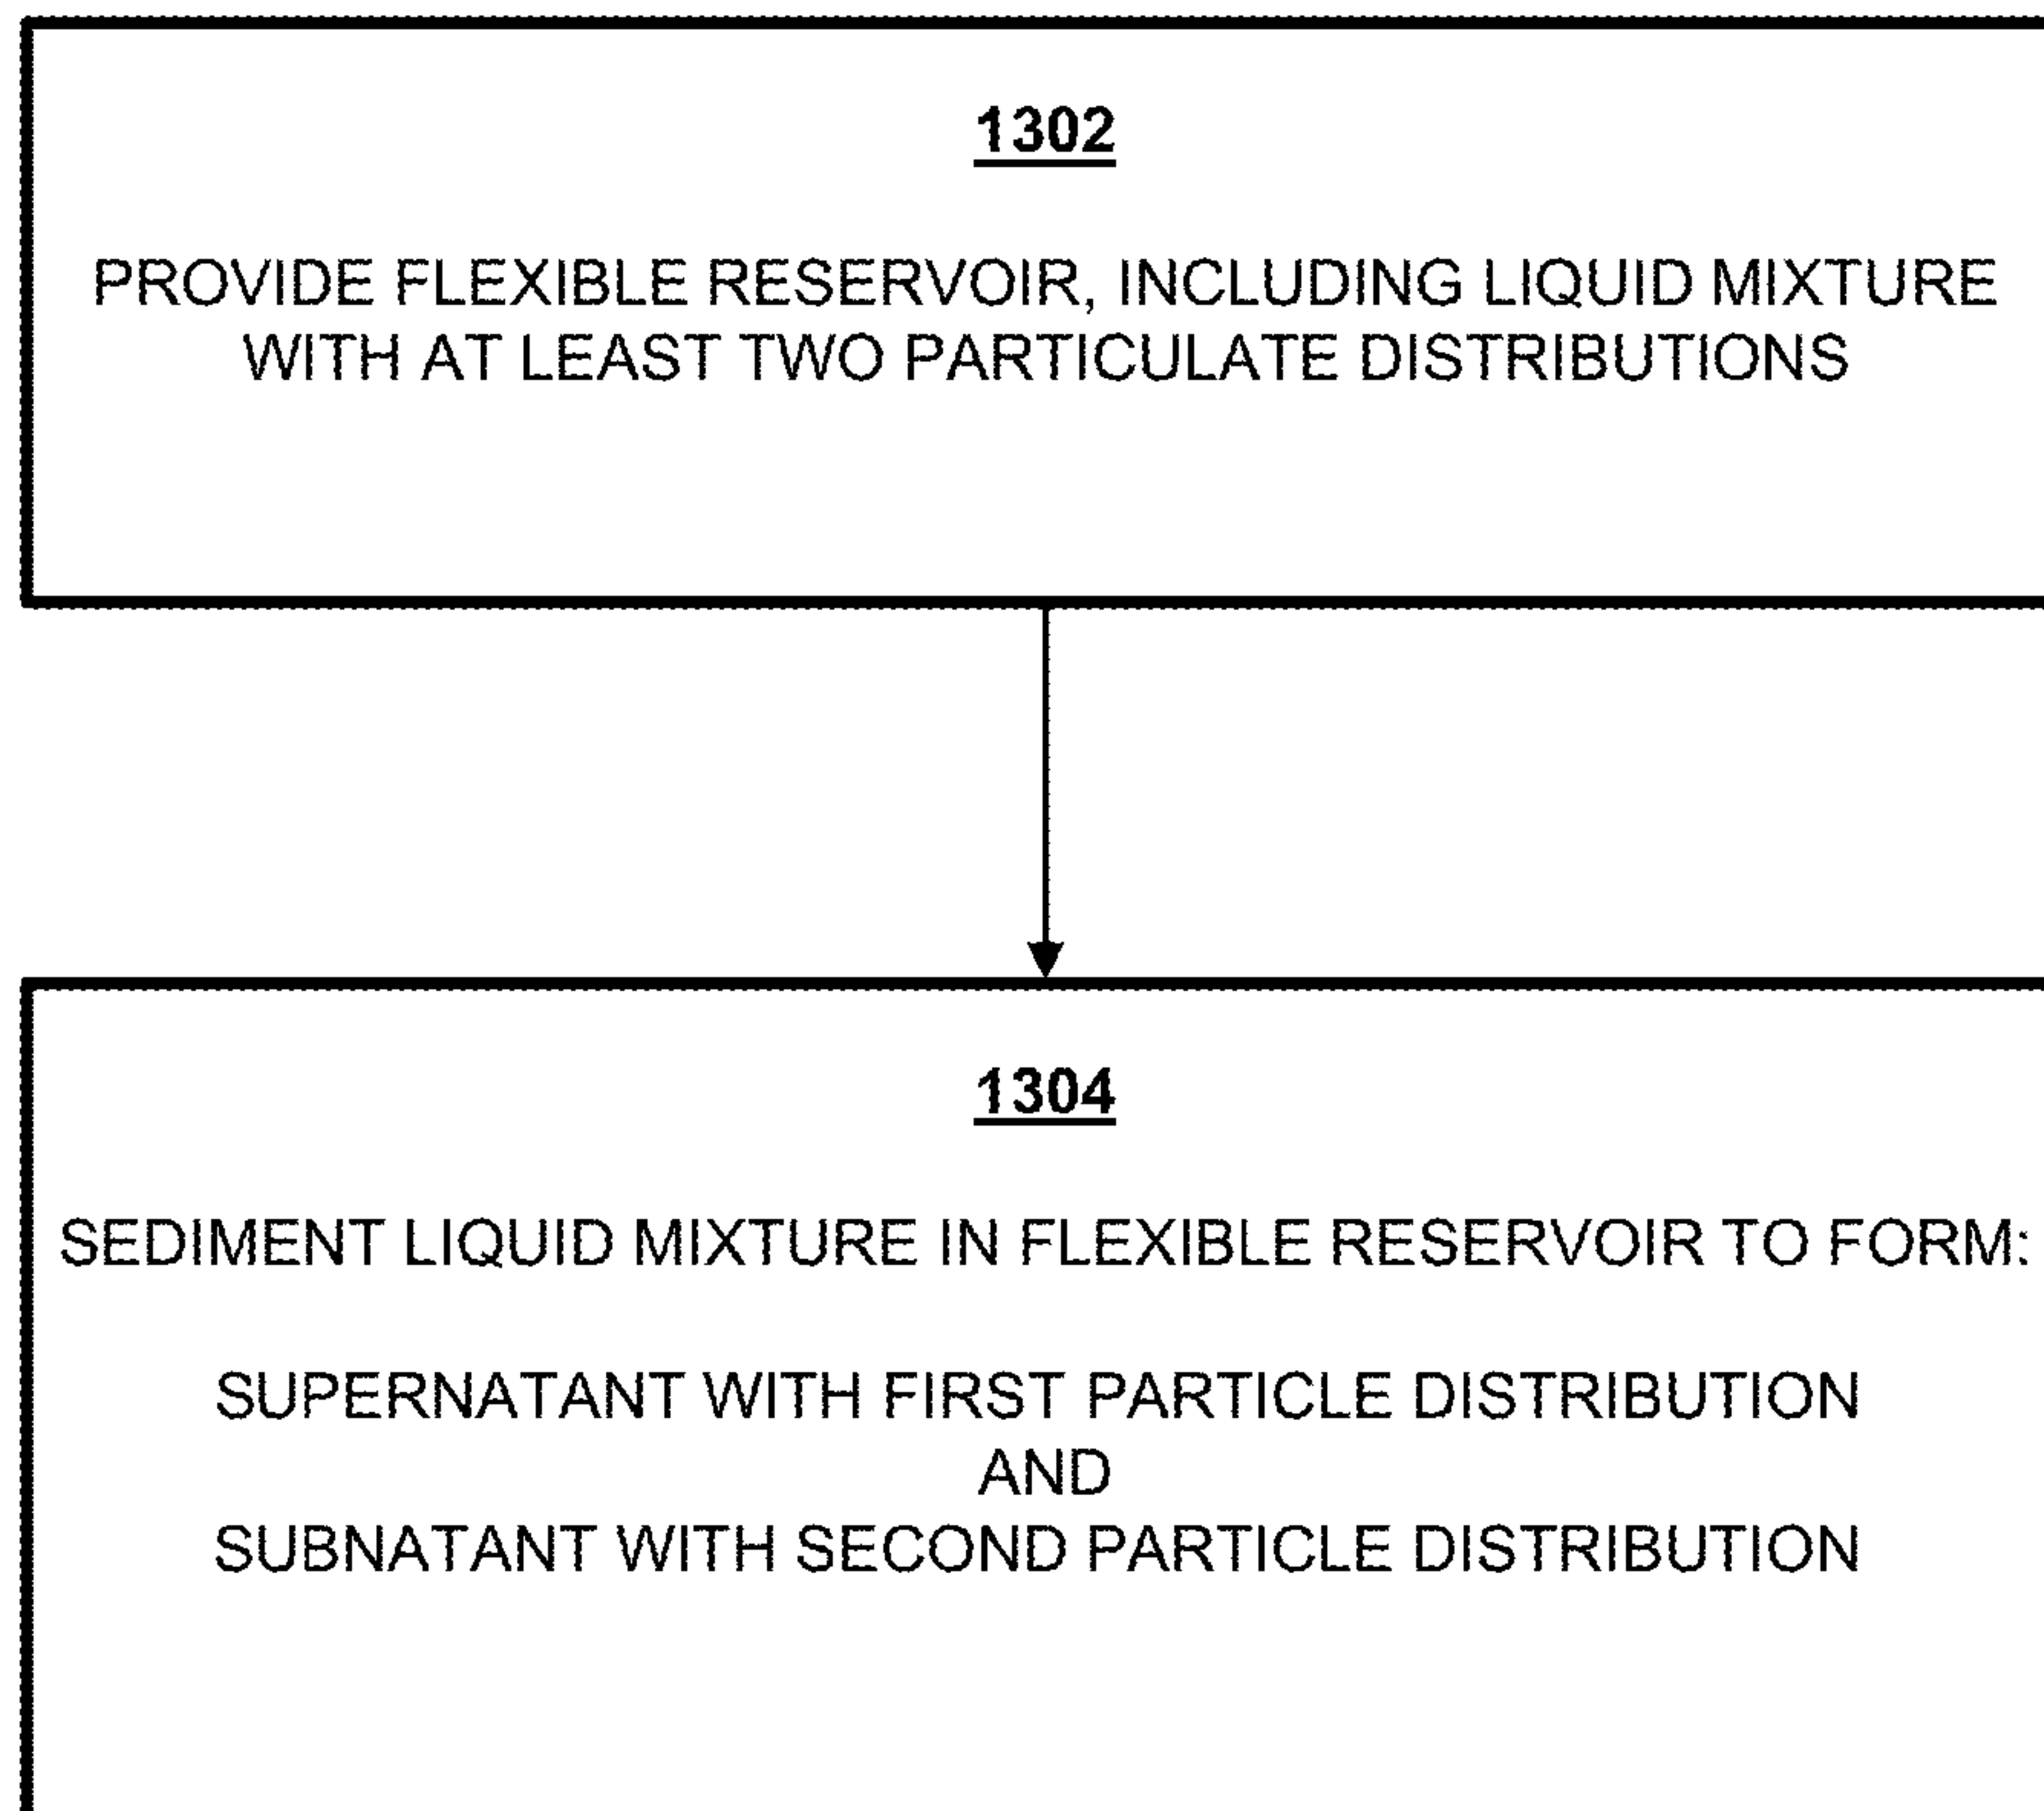 1302
PROVIDE FLEXIBLE RESERVOIR, INCLUDING LIQUID MIXTURE
WITH AT LEAST TWO PARTICULATE DISTRIBUTIONS
1304
SEDIMENT LIQUID MIXTURE IN FLEXIBLE RESERVOIR TO FORM:
SUPERNATANT WITH FIRST PARTICLE DISTRIBUTION
AND
SUBNATANT WITH SECOND PARTICLE DISTRIBUTION